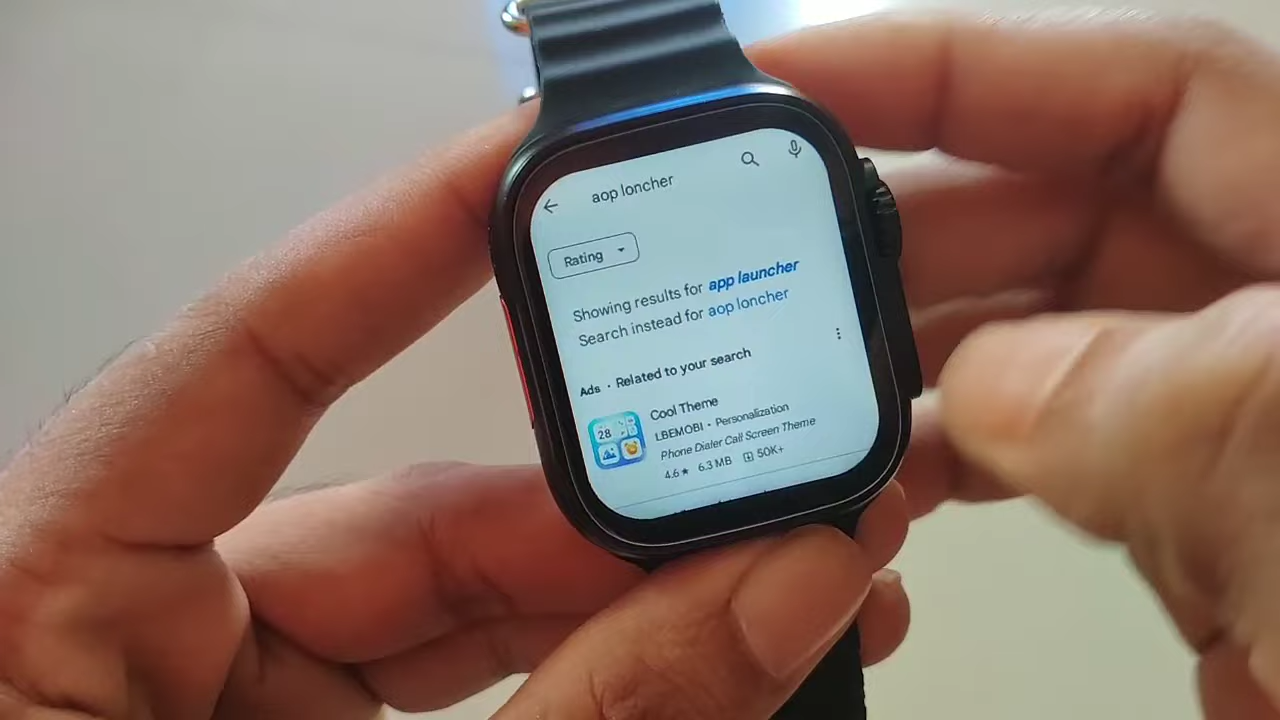 aop loncher
Rating
Showing results for app launcher
Search instead for aop loncher
Ads · Related to your search
Cool Theme
LBEMOBI · Personalization
Phone Dialer Call Screen Theme
4.6★ 6.3 MB 50K+
28